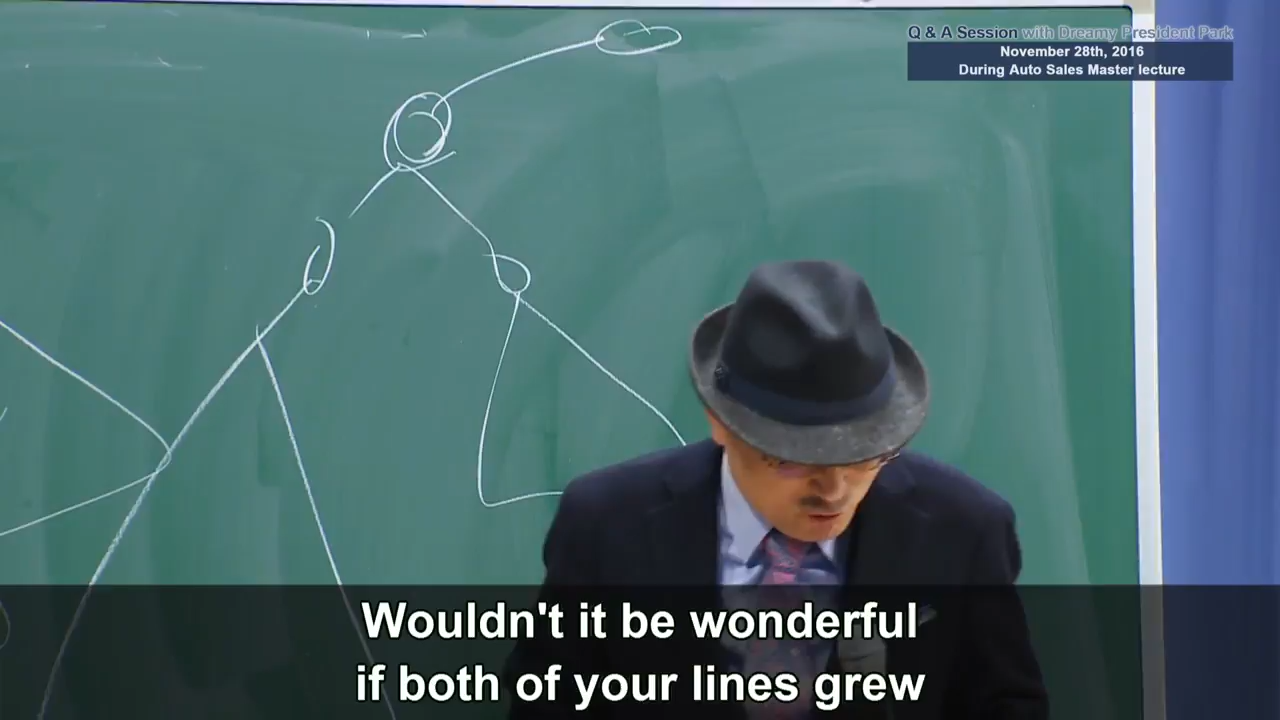 Q & A Session with Dreamy President Park
November 28th, 2016
During Auto Sales Master lecture
Wouldn't it be wonderful
if both of your lines grew